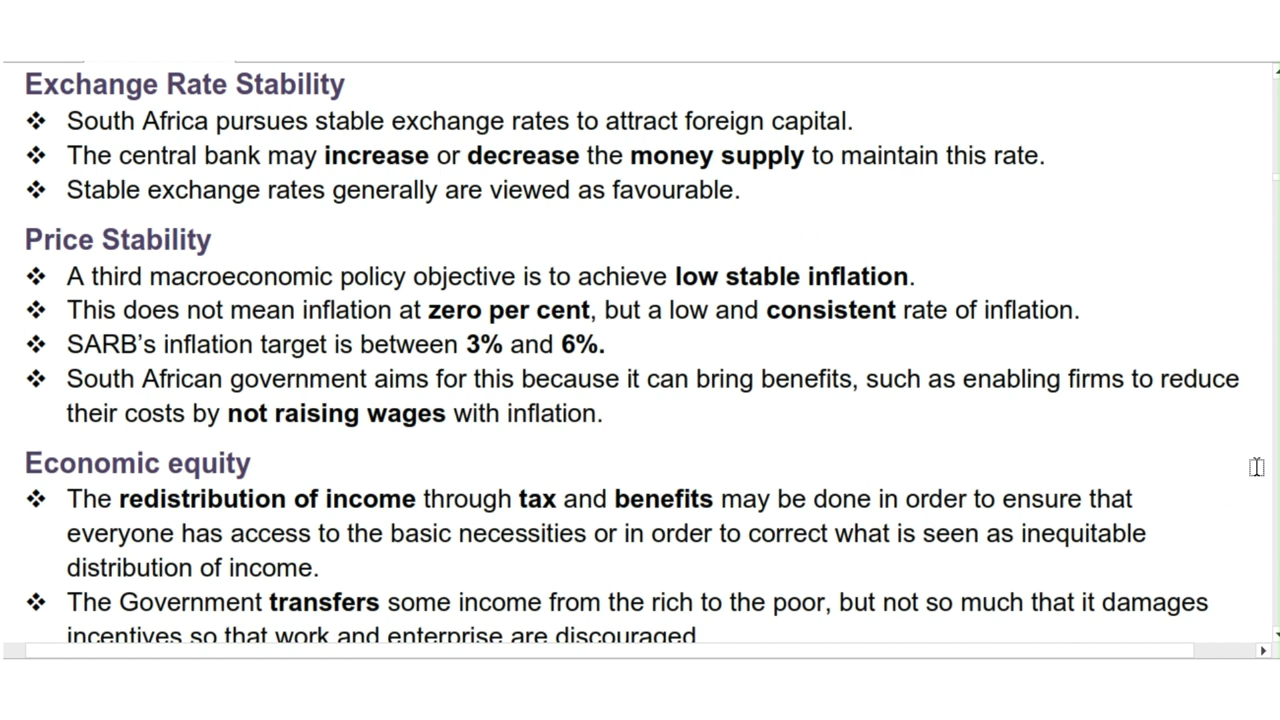 Exchange Rate Stability
❖ South Africa pursues stable exchange rates to attract foreign capital.
❖ The central bank may increase or decrease the money supply to maintain this rate.
❖ Stable exchange rates generally are viewed as favourable.
Price Stability
❖ A third macroeconomic policy objective is to achieve low stable inflation.
❖ This does not mean inflation at zero per cent, but a low and consistent rate of inflation.
❖ SARB’s inflation target is between 3% and 6%.
❖ South African government aims for this because it can bring benefits, such as enabling firms to reduce
their costs by not raising wages with inflation.
Economic equity
❖ The redistribution of income through tax and benefits may be done in order to ensure that
everyone has access to the basic necessities or in order to correct what is seen as inequitable
distribution of income.
❖ The Government transfers some income from the rich to the poor, but not so much that it damages
incentives so that work and enterprise are discouraged